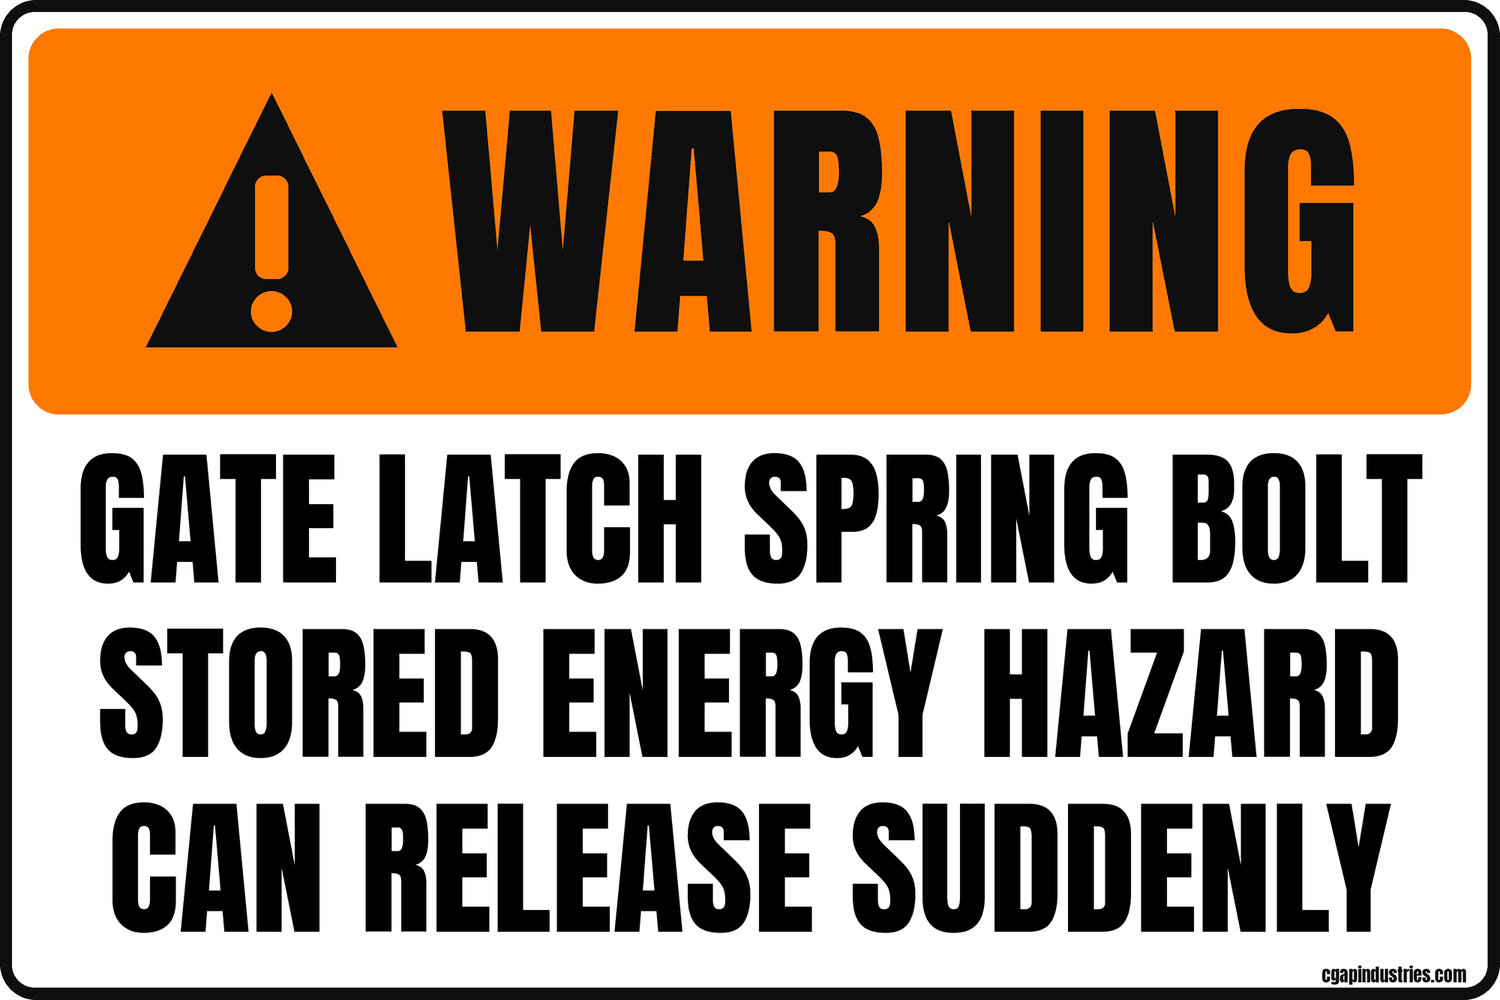 WARNING
GATE LATCH SPRING BOLT
STORED ENERGY HAZARD
CAN RELEASE SUDDENLY
cgapindustries.com